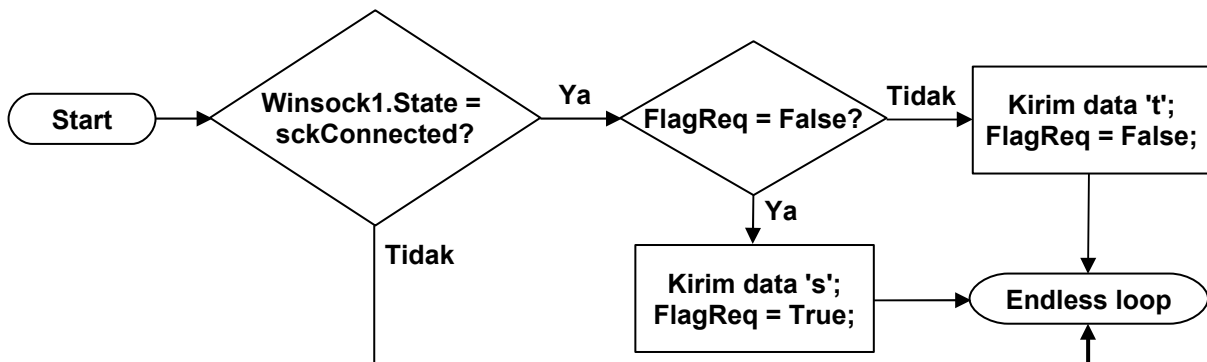 Start
Winsock1.State =
sckConnected?
Ya
FlagReq = False?
Tidak
Kirim data 't';
FlagReq = False;
Ya
Tidak
Kirim data 's';
FlagReq = True;
Endless loop